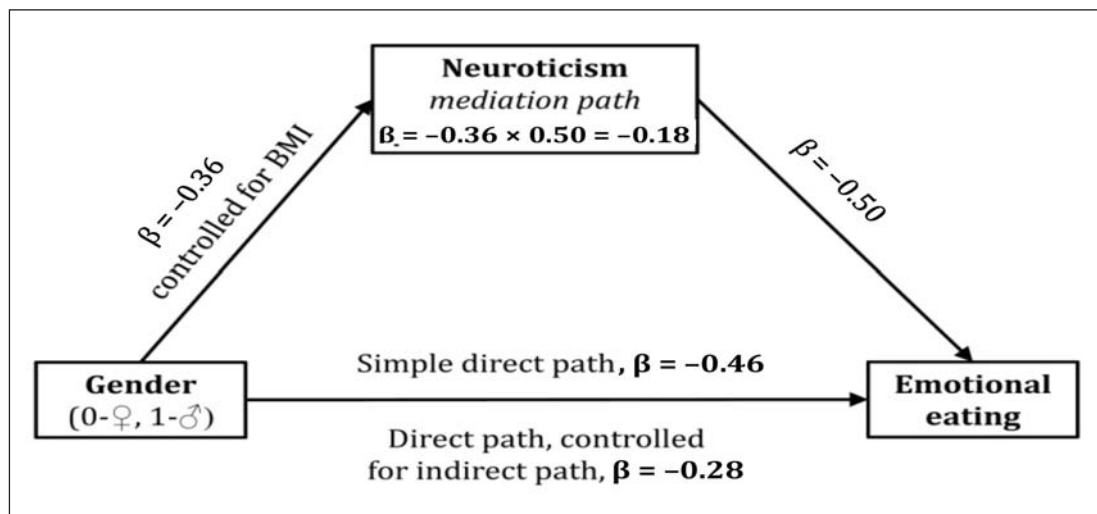 Neuroticism
mediation path
β = –0.36 × 0.50 = –0.18
β = –0.36
controlled for BMI
β = –0.50
Simple direct path, β = –0.46
Gender
(0-♀, 1-♂)
Emotional
eating
Direct path, controlled
for indirect path, β = –0.28